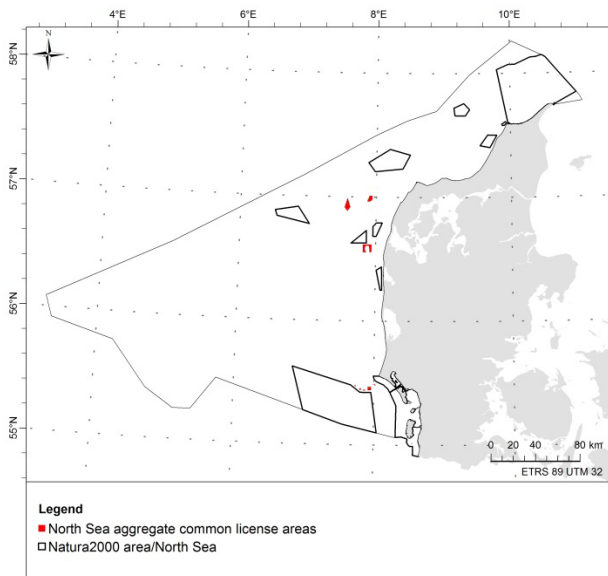 4°E 6°E 8°E 10°E
N
58°N
57°N
56°N
55°N
0 20 40 60 80
km
ETRS 89 UTM 32
Legend
North Sea aggregate common license areas
Natura2000 area/North Sea